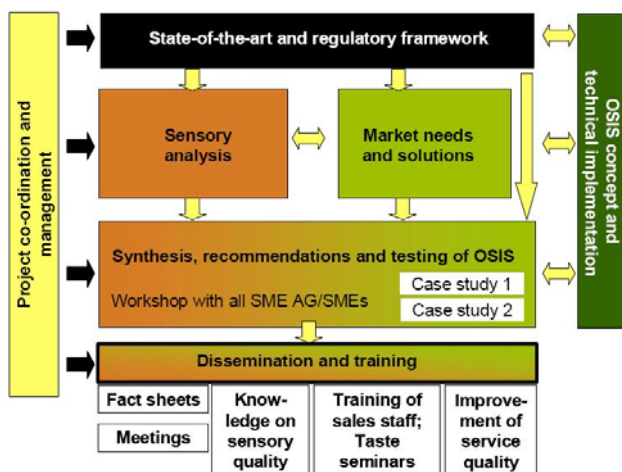 State-of-the-art and regulatory framework
Project co-ordination and
management
Sensory
analysis
Market needs
and solutions
OSIS concept and
technical implementation
Synthesis, recommendations and testing of OSIS
Workshop with all SME AG/SMEs
Case study 1
Case study 2
Dissemination and training
Fact sheets
Meetings
Know-
ledge on
sensory
quality
Training of
sales staff;
Taste
seminars
Improve-
ment of
service
quality